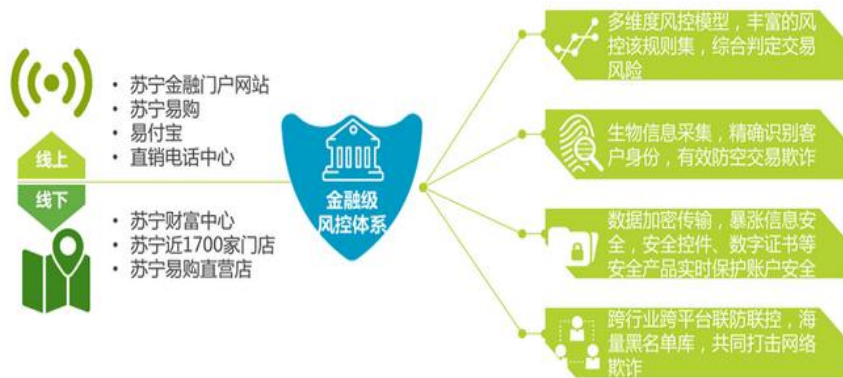 • 苏宁金融门户网站
• 苏宁易购
• 易付宝
• 直销电话中心
线上
线下
• 苏宁财富中心
• 苏宁近1700家门店
• 苏宁易购直营店
金融级
风控体系
多维度风控模型，丰富的风
控该规则集，综合判定交易
风险
生物信息采集，精确识别客
户身份，有效防空交易欺诈
数据加密传输，暴涨信息安
全，安全控件、数字证书等
安全产品实时保护账户安全
跨行业跨平台联防联控，海
量黑名单库，共同打击网络
欺诈